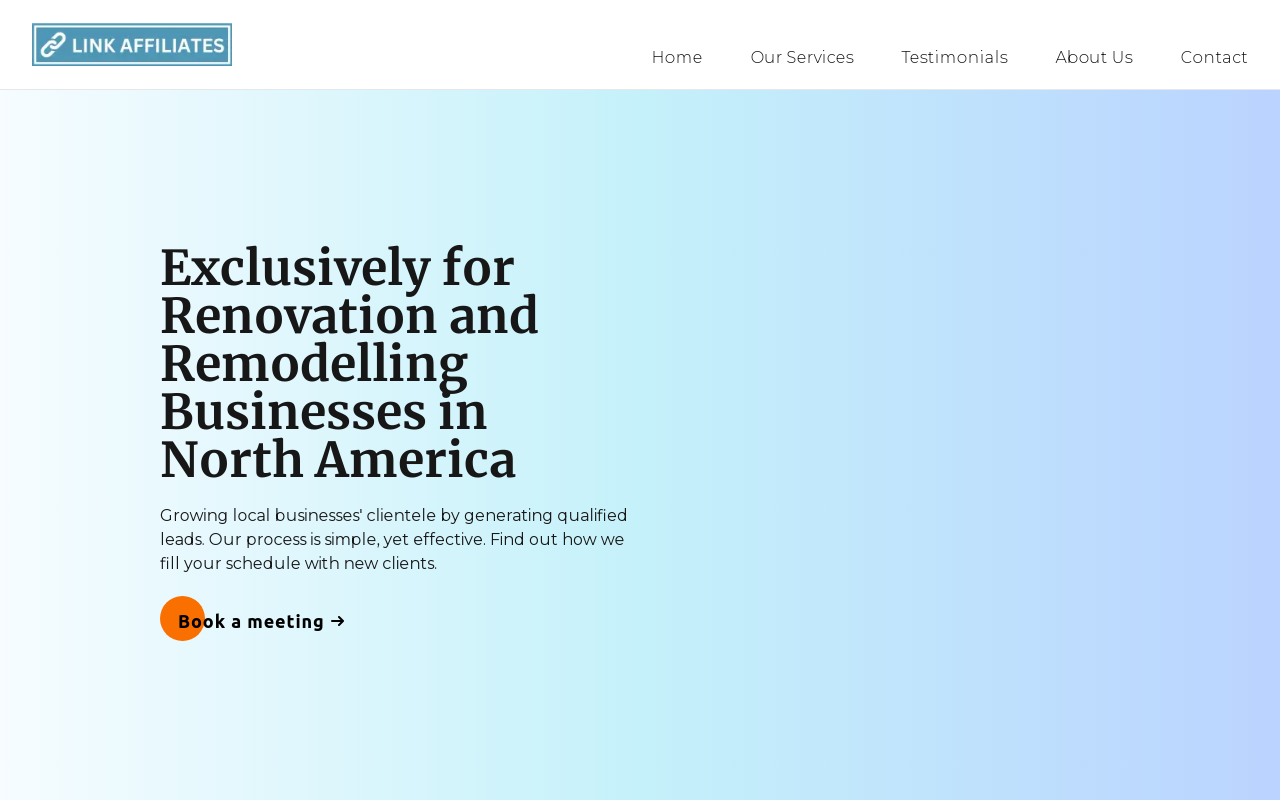 LINK AFFILIATES
Home
Our Services
Testimonials
About Us
Contact
Exclusively for
Renovation and
Remodelling
Businesses in
North America
Growing local businesses' clientele by generating qualified
leads. Our process is simple, yet effective. Find out how we
fill your schedule with new clients.
Book a meeting →